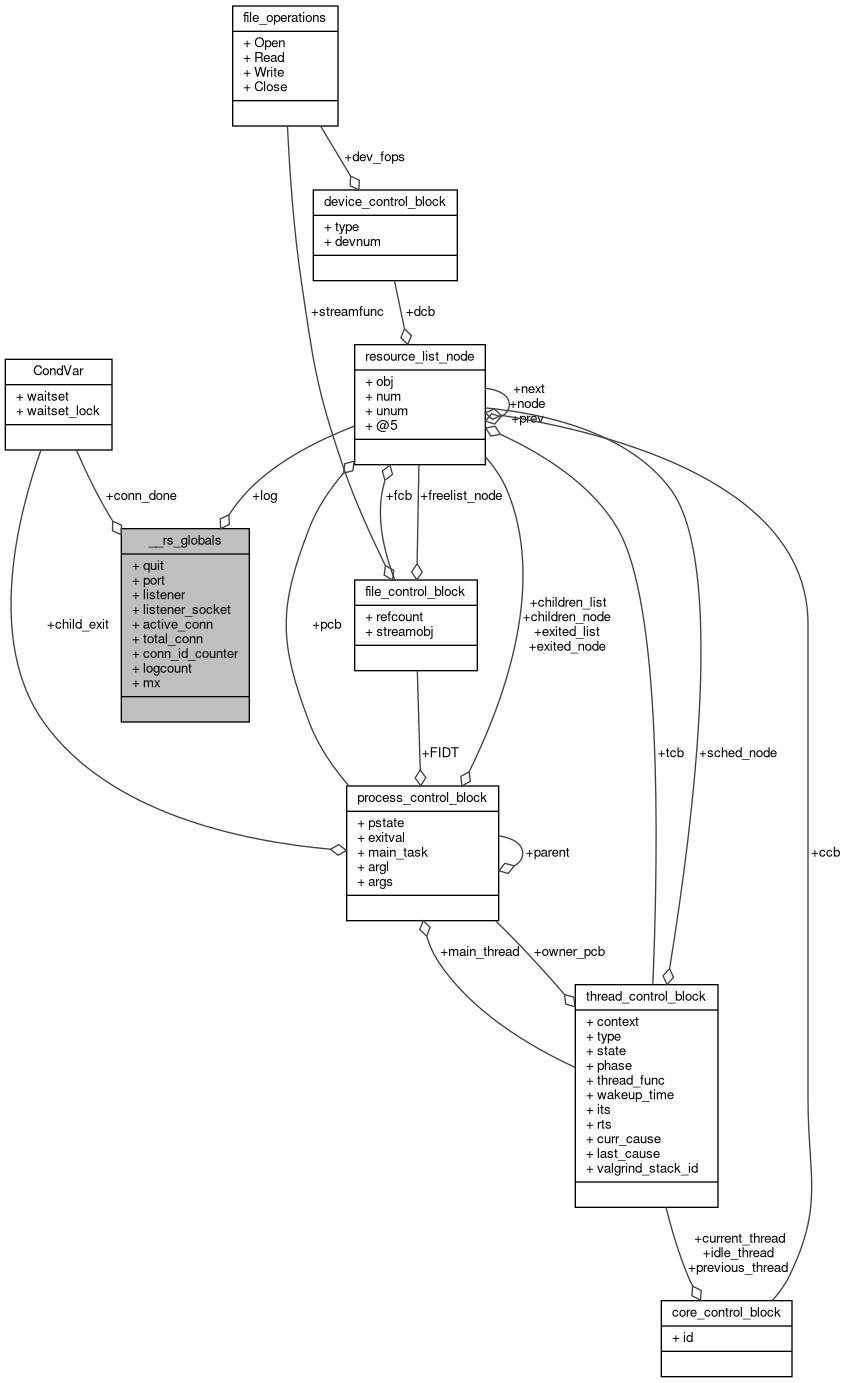 file_operations
+ Open
+ Read
+ Write
+ Close
+dev_fops
device_control_block
+ type
+ devnum
+streamfunc
+dcb
resource_list_node
+ obj
+ num
+ unum
+ @5
+next
+node
+prev
CondVar
+ waitset
+ waitset_lock
+conn_done
+log
+fcb
+freelist_node
__rs_globals
+ quit
+ port
+ listener
+ listener_socket
+ active_conn
+ total_conn
+ conn_id_counter
+ logcount
+ mx
+child_exit
+pcb
file_control_block
+ refcount
+ streamobj
+children_list
+children_node
+exited_list
+exited_node
+FIDT
+tcb
+sched_node
+ccb
process_control_block
+ pstate
+ exitval
+ main_task
+ argl
+ args
+parent
+main_thread
+owner_pcb
thread_control_block
+ context
+ type
+ state
+ phase
+ thread_func
+ wakeup_time
+ its
+ rts
+ curr_cause
+ last_cause
+ valgrind_stack_id
+current_thread
+idle_thread
+previous_thread
core_control_block
+ id